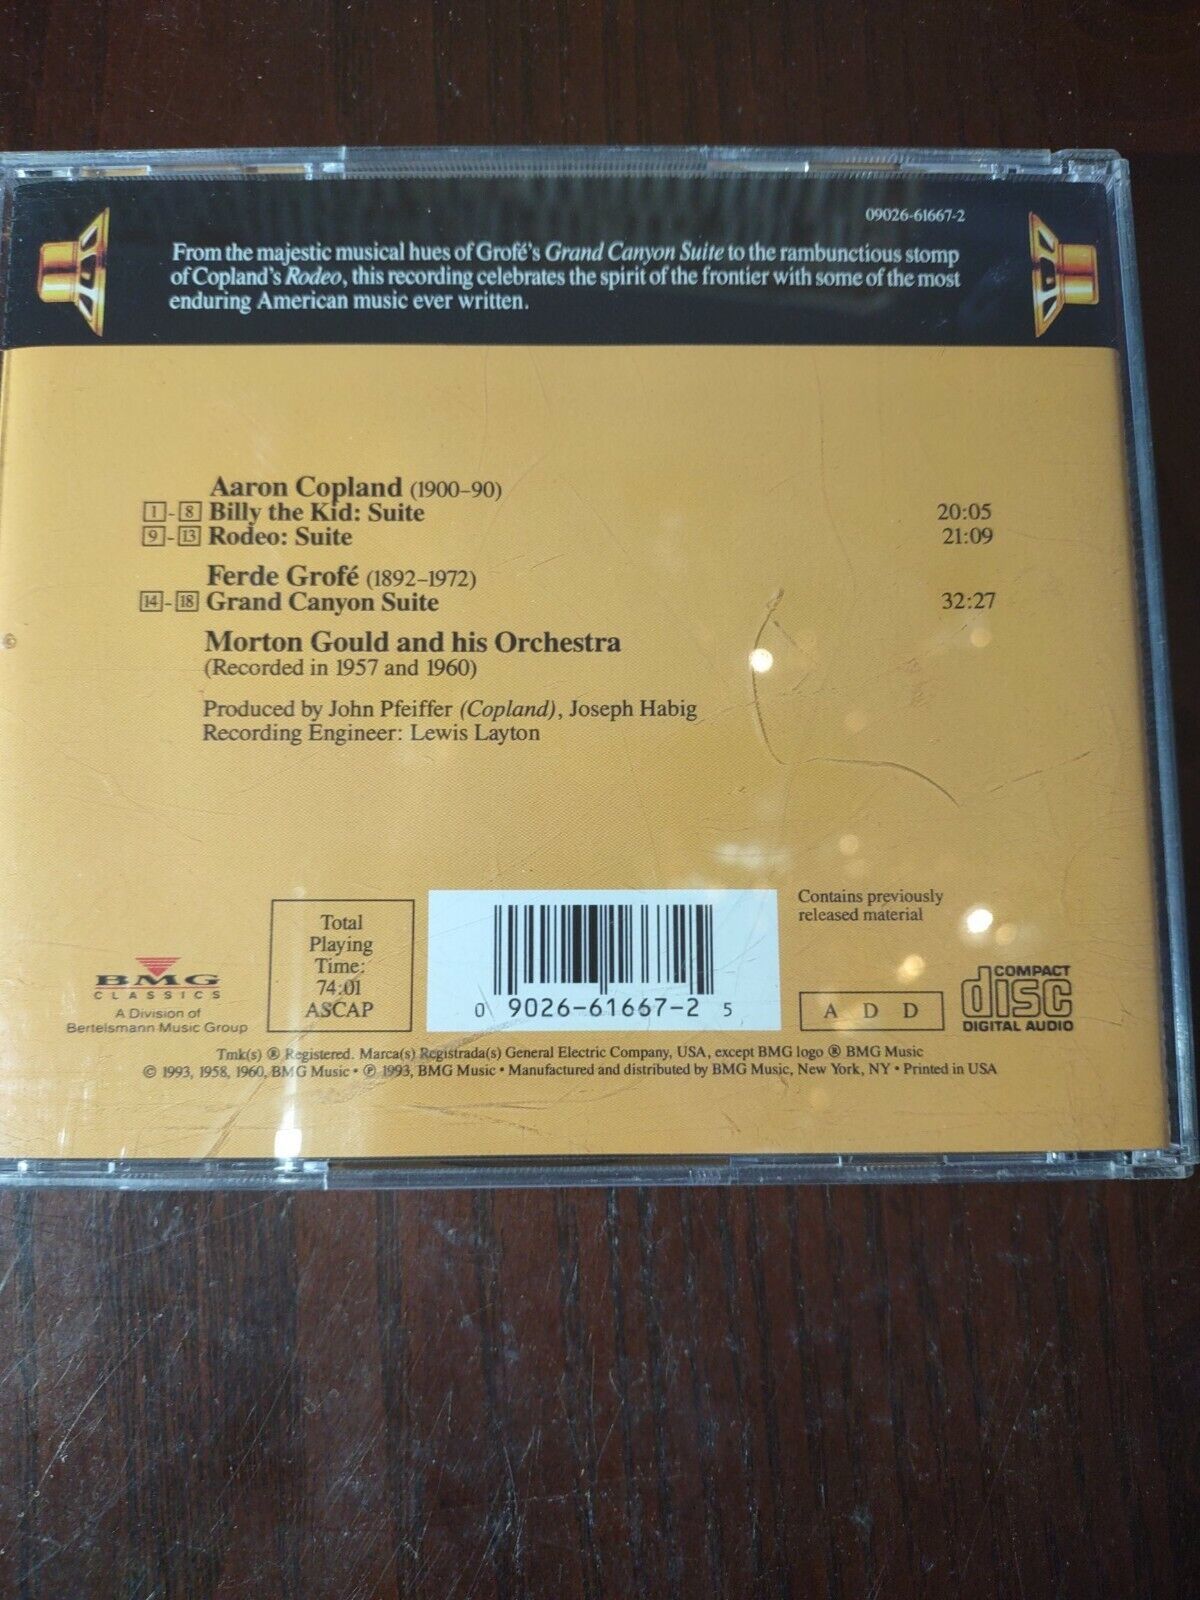 09026-61667-2
From the majestic musical hues of Grofé's Grand Canyon Suite to the rambunctious stomp
of Copland's Rodeo, this recording celebrates the spirit of the frontier with some of the most
enduring American music ever written.
Aaron Copland (1900-90)
1 - 8 Billy the Kid: Suite 20:05
9 - 13 Rodeo: Suite 21:09
Ferde Grofé (1892-1972)
14 - 18 Grand Canyon Suite 32:27
©
Morton Gould and his Orchestra
(Recorded in 1957 and 1960)
Produced by John Pfeiffer (Copland), Joseph Habig
Recording Engineer: Lewis Layton
BMG
CLASSICS
A Division of
Bertelsmann Music Group
Total
Playing
Time:
74:01
ASCAP
0 9026-61667-2 5
Contains previously
released material
A D D
COMPACT
disc
DIGITAL AUDIO
Tmk(s) ® Registered. Marca(s) Registrada(s) General Electric Company, USA, except BMG logo ® BMG Music
© 1993, 1958, 1960, BMG Music • ℗ 1993, BMG Music • Manufactured and distributed by BMG Music, New York, NY • Printed in USA